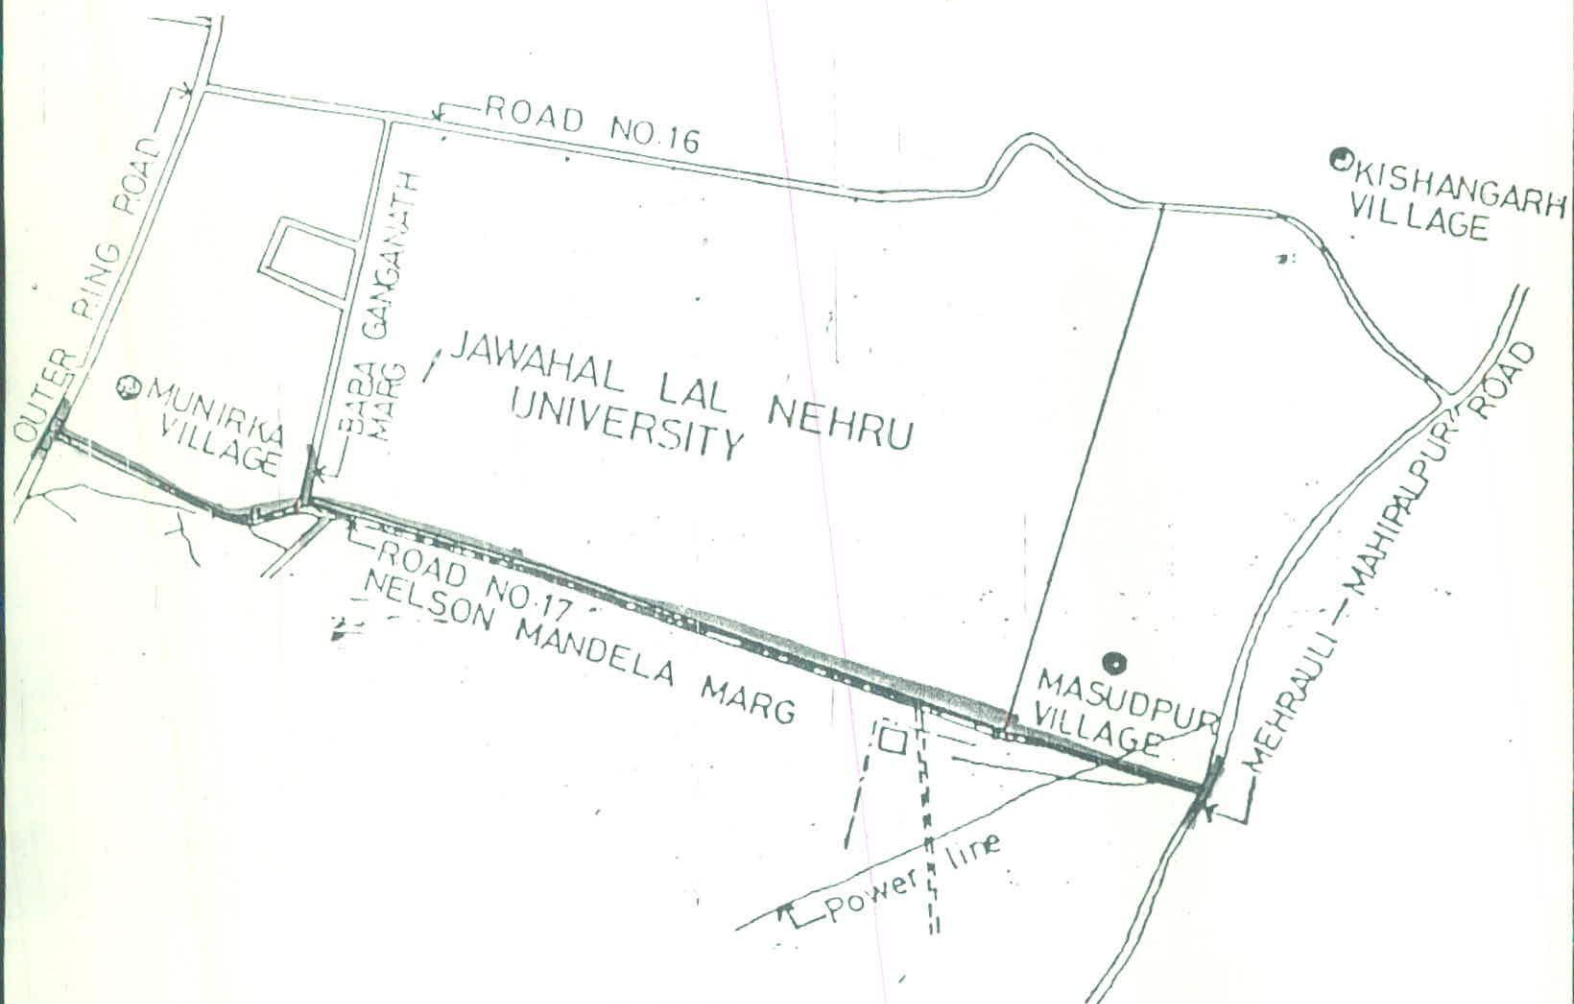 ROAD NO.16
KISHANGARH
VILLAGE
OUTER RING ROAD
BABA GANGANATH
MARG
JAWAHAL LAL NEHRU
UNIVERSITY
MUNIRKA
VILLAGE
ROAD NO.17
NELSON MANDELA MARG
MASUDPUR
VILLAGE
MEHRAULI - MAHIPALPUR ROAD
Power line